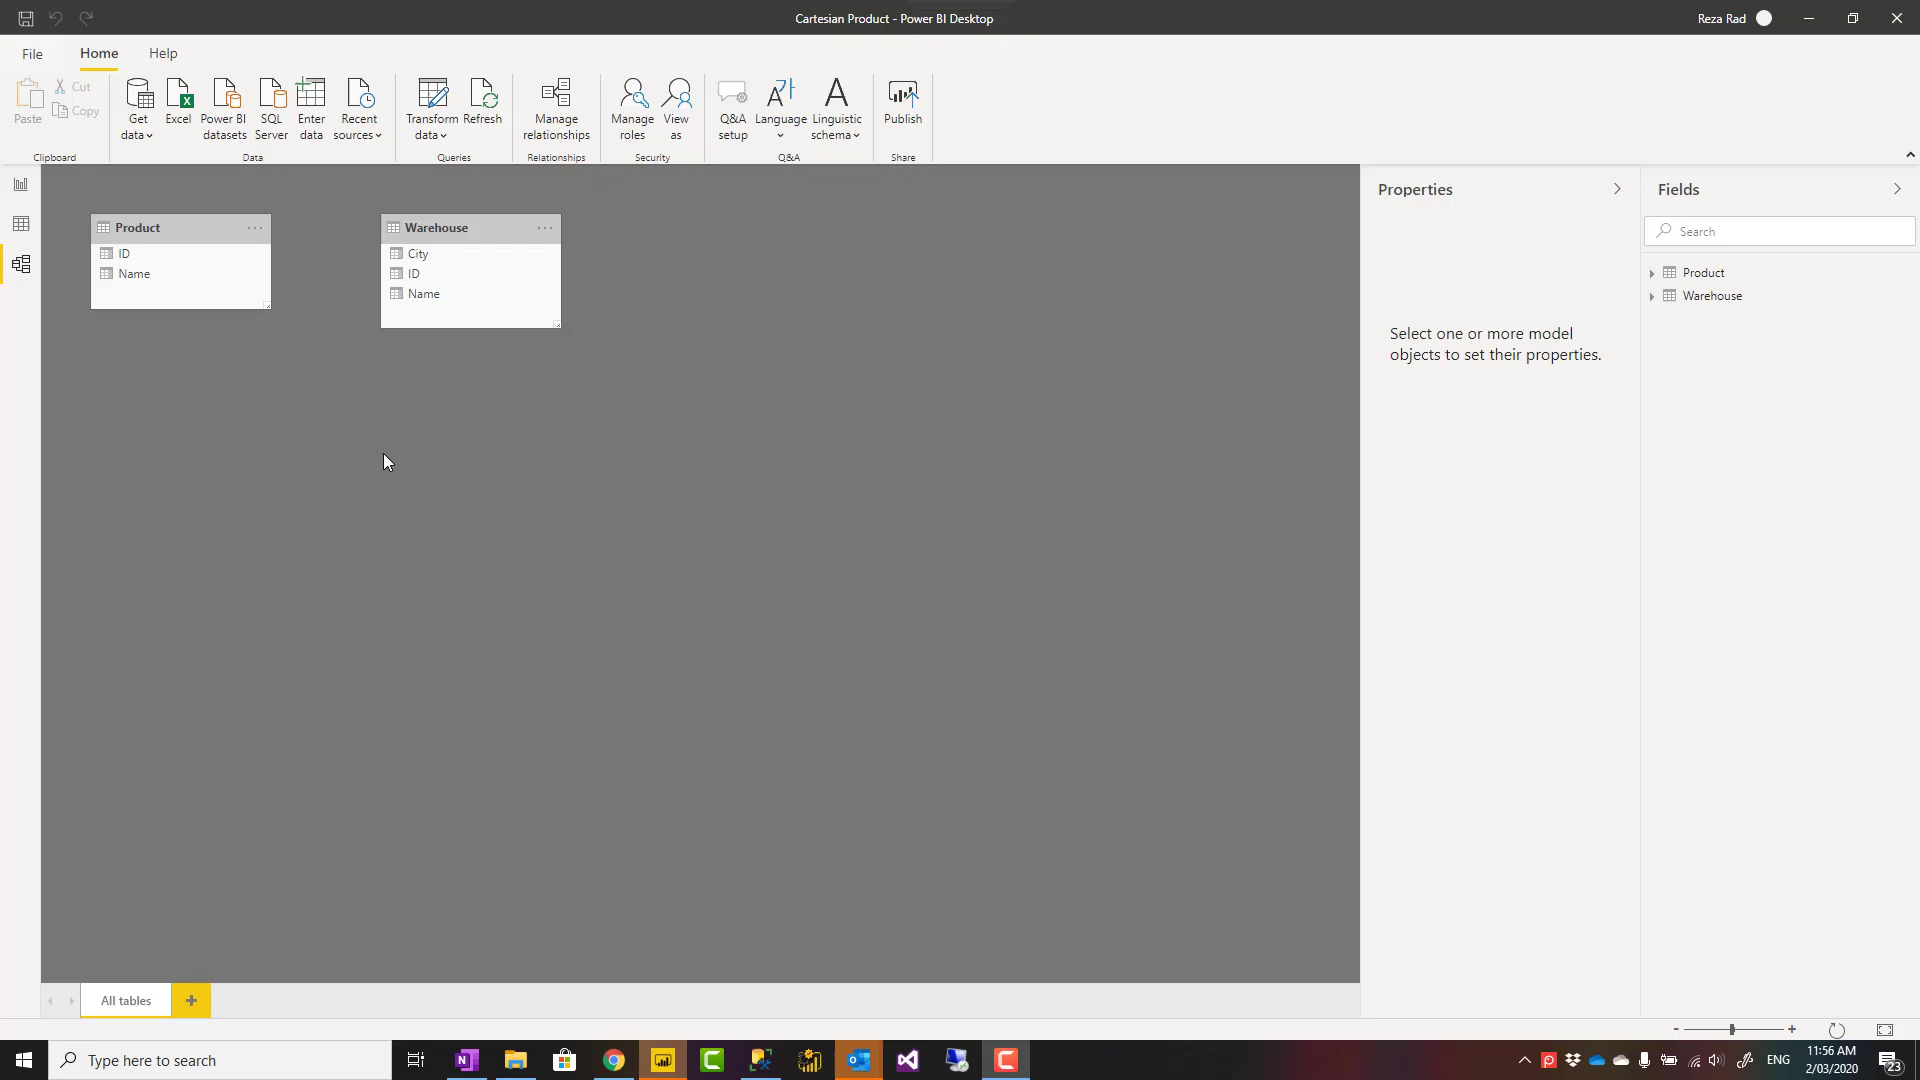 Cartesian Product - Power BI Desktop
Reza Rad
File
Home
Help
Paste
Cut
Copy
Clipboard
Get data
Excel
Power BI datasets
SQL Server
Enter data
Recent sources
Data
Transform data
Refresh
Queries
Manage relationships
Relationships
Manage roles
View as
Security
Q&A setup
Language
Linguistic schema
Q&A
Publish
Share
Product
ID
Name
Warehouse
City
ID
Name
Properties
Select one or more model
objects to set their properties.
Fields
Search
Product
Warehouse
All tables
+
- +
Type here to search
ENG
11:56 AM
2/03/2020
23